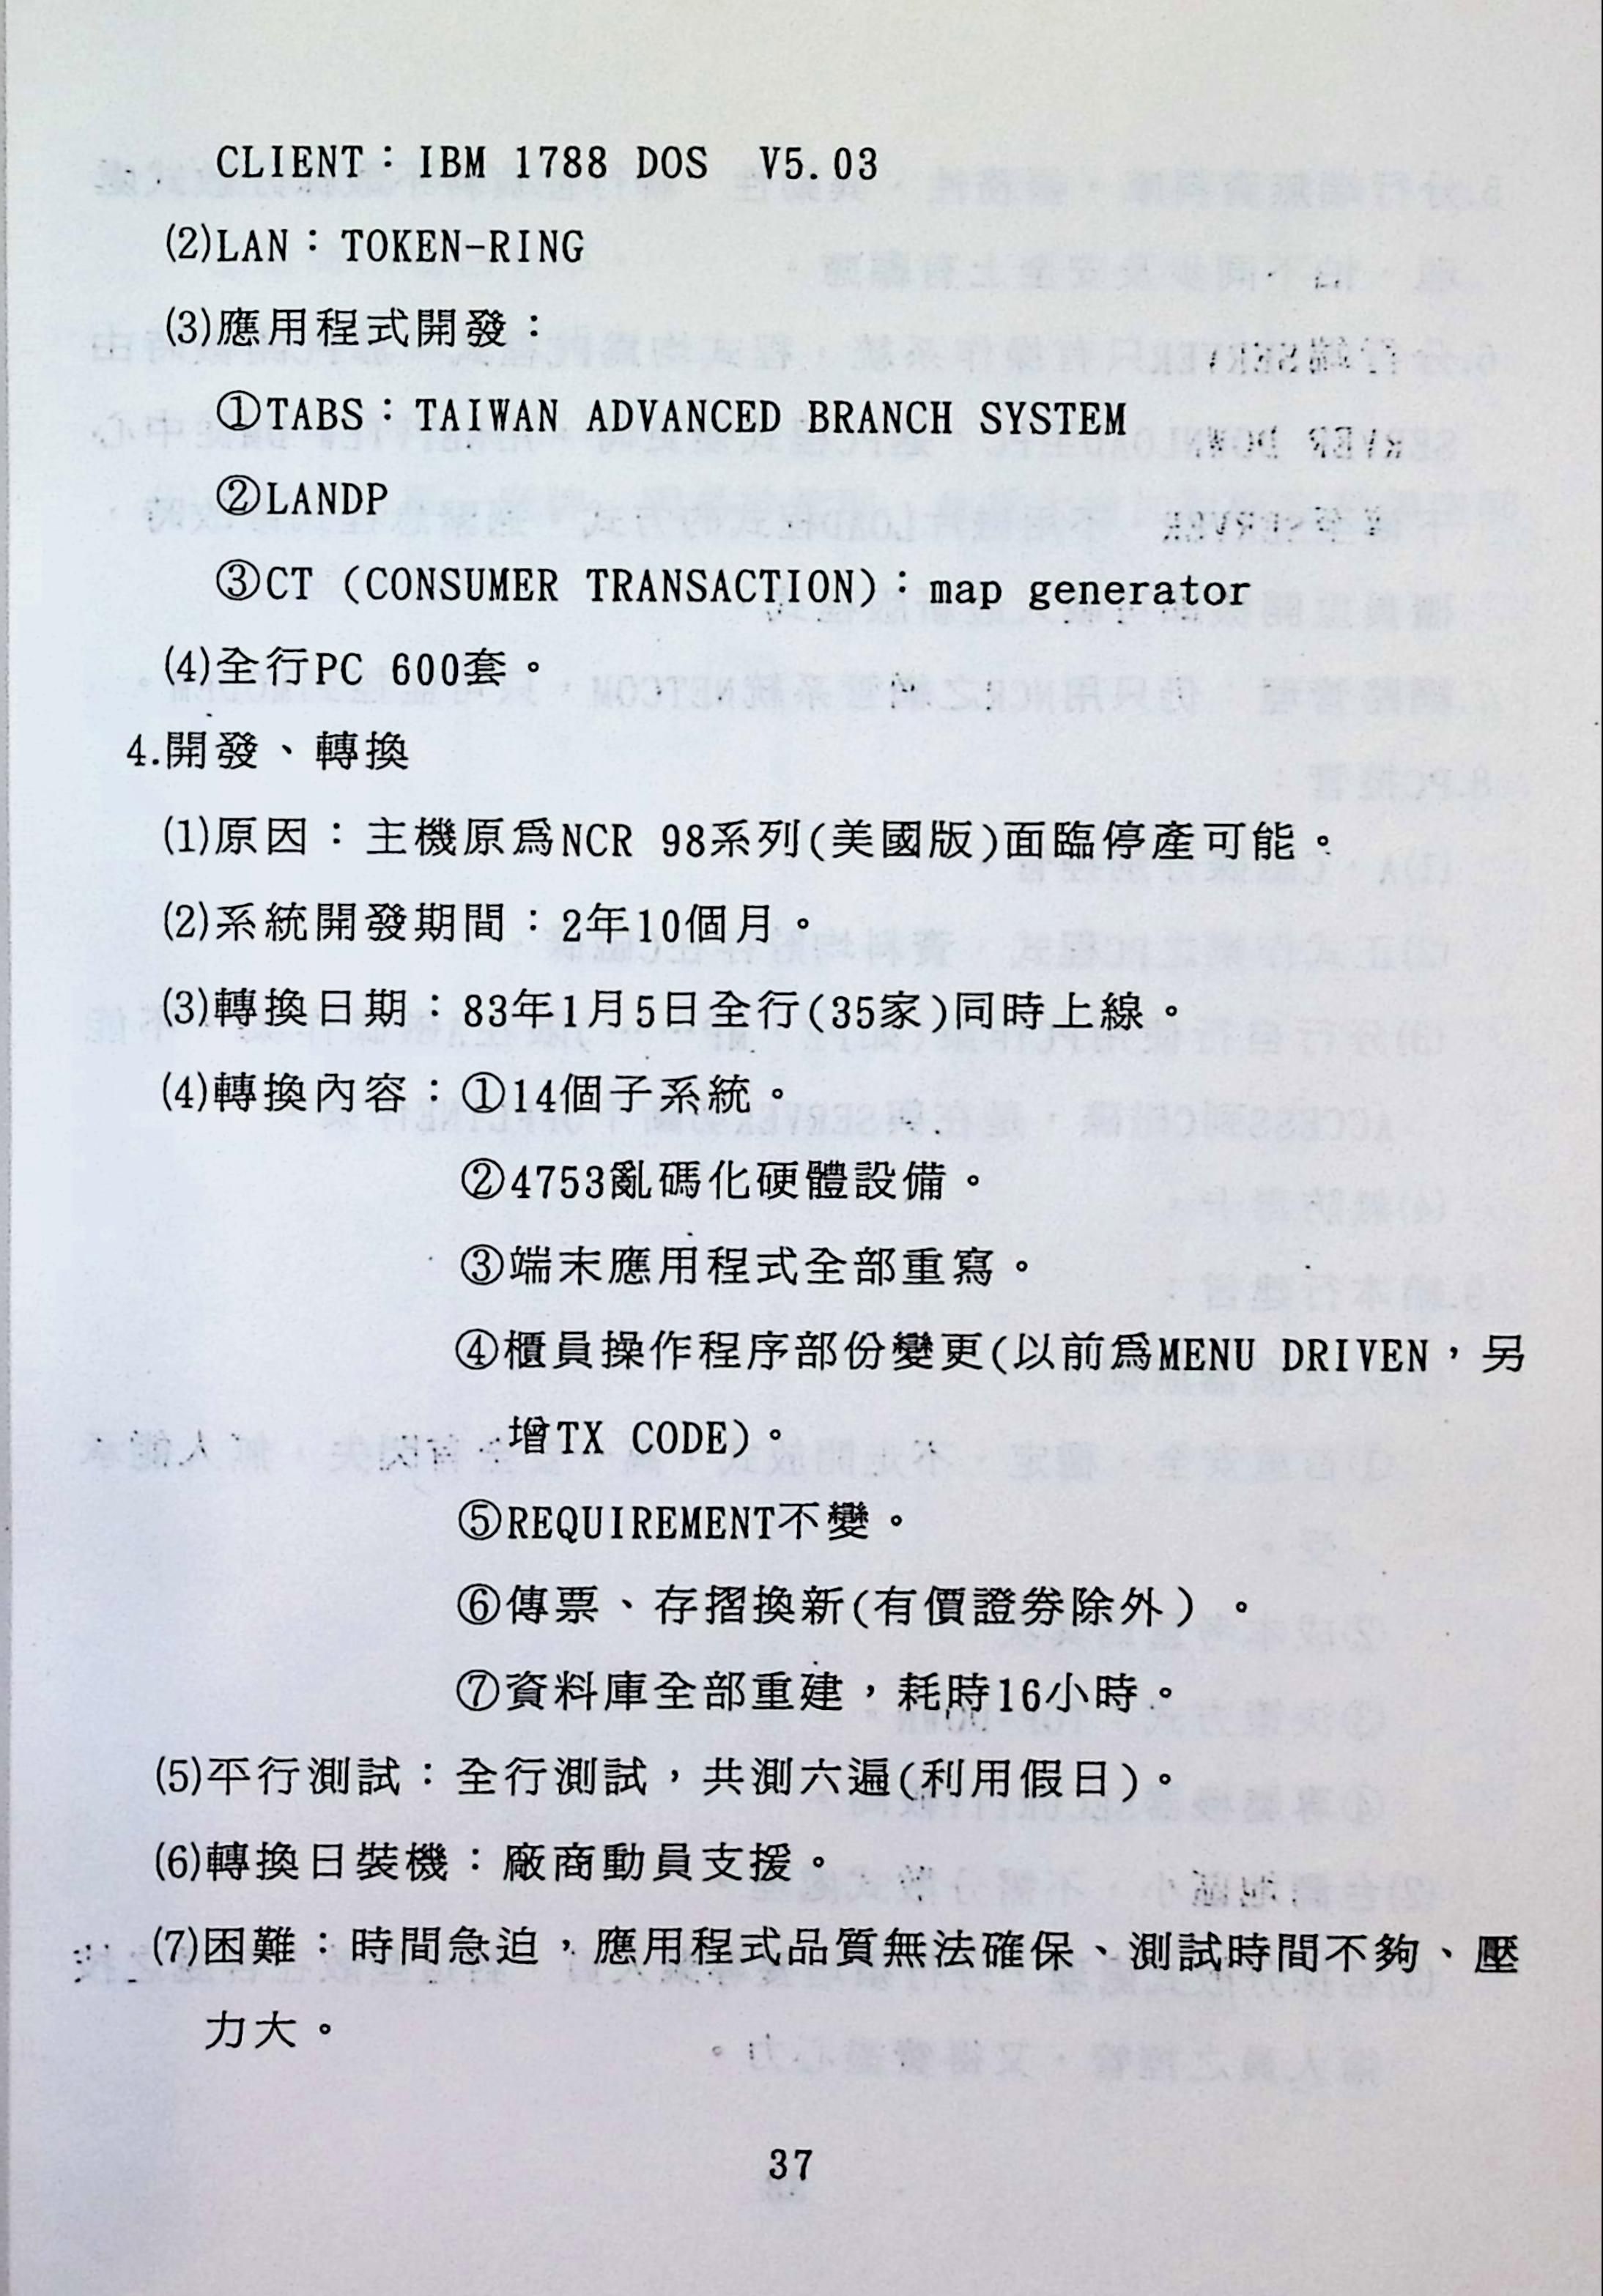 CLIENT：IBM 1788 DOS V5.03
(2)LAN：TOKEN-RING
(3)應用程式開發：
①TABS：TAIWAN ADVANCED BRANCH SYSTEM
②LANDP
③CT (CONSUMER TRANSACTION)：map generator
(4)全行PC 600套。
4.開發、轉換
(1)原因：主機原爲NCR 98系列(美國版)面臨停產可能。
(2)系統開發期間：2年10個月。
(3)轉換日期：83年1月5日全行(35家)同時上線。
(4)轉換內容：①14個子系統。
②4753亂碼化硬體設備。
③端末應用程式全部重寫。
④櫃員操作程序部份變更(以前爲MENU DRIVEN，另
增TX CODE)。
⑤REQUIREMENT不變。
⑥傳票、存摺換新(有價證券除外）。
⑦資料庫全部重建，耗時16小時。
(5)平行測試：全行測試，共測六遍(利用假日)。
(6)轉換日裝機：廠商動員支援。
(7)困難：時間急迫，應用程式品質無法確保、測試時間不夠、壓
力大。
37